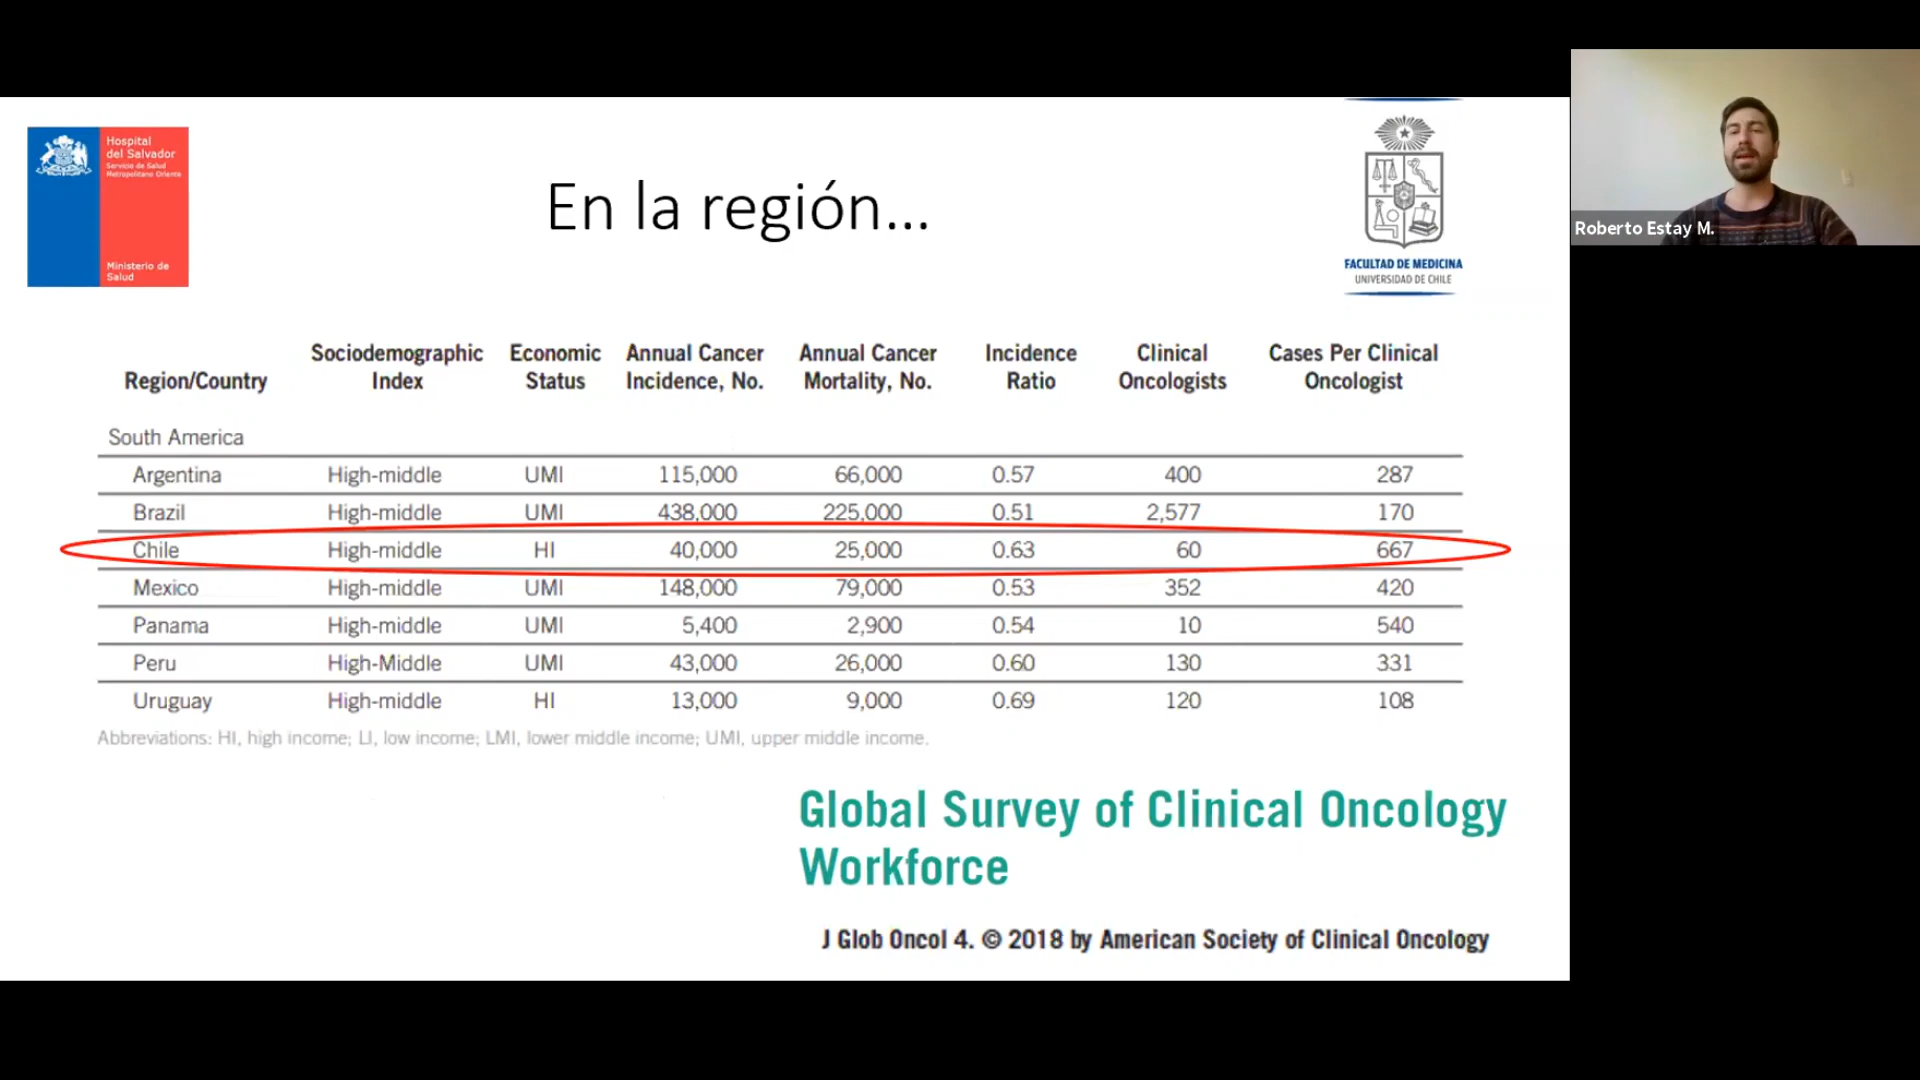 Hospital
del Salvador
Servicio de Salud
Metropolitano Oriente
Ministerio de
Salud
En la región...
FACULTAD DE MEDICINA
UNIVERSIDAD DE CHILE
Roberto Estay M.
Region/Country Sociodemographic Index Economic Status Annual Cancer Incidence, No. Annual Cancer Mortality, No. Incidence Ratio Clinical Oncologists Cases Per Clinical Oncologist
South America
Argentina High-middle UMI 115,000 66,000 0.57 400 287
Brazil High-middle UMI 438,000 225,000 0.51 2,577 170
Chile High-middle HI 40,000 25,000 0.63 60 667
Mexico High-middle UMI 148,000 79,000 0.53 352 420
Panama High-middle UMI 5,400 2,900 0.54 10 540
Peru High-Middle UMI 43,000 26,000 0.60 130 331
Uruguay High-middle HI 13,000 9,000 0.69 120 108
Abbreviations: HI, high income; LI, low income; LMI, lower middle income; UMI, upper middle income.
Global Survey of Clinical Oncology
Workforce
J Glob Oncol 4. © 2018 by American Society of Clinical Oncology